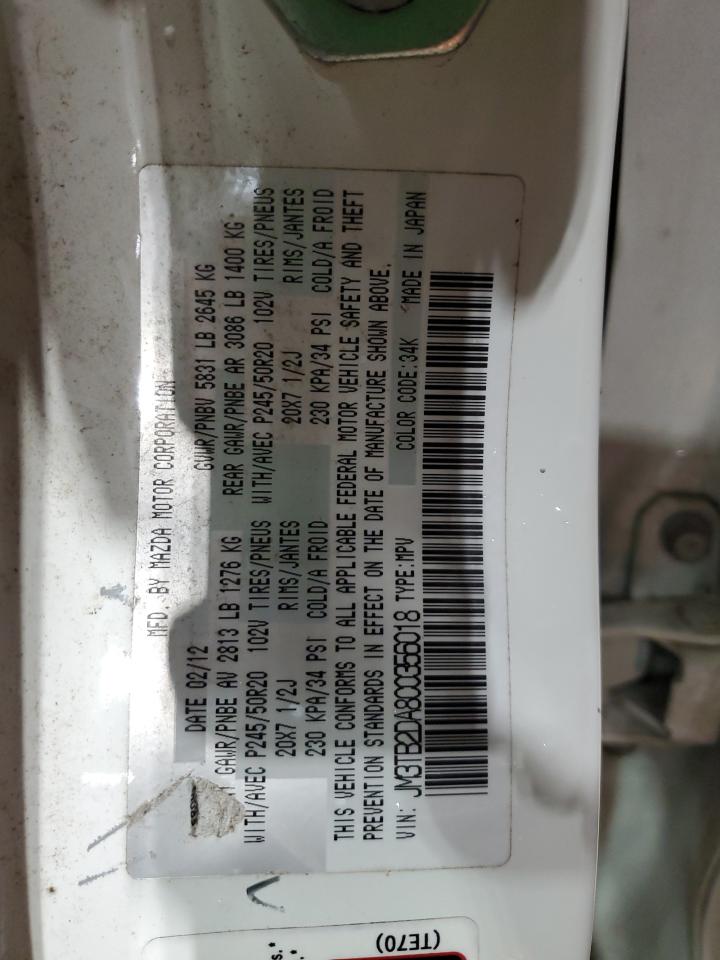 MFD. BY MAZDA MOTOR CORPORATION
DATE 02/12 GVWR/PNBV 5831 LB 2645 KG
GAWR/PNBE AV 2813 LB 1276 KG REAR GAWR/PNBE AR 3086 LB 1400 KG
WITH/AVEC P245/50R20 102V TIRES/PNEUS WITH/AVEC P245/50R20 102V TIRES/PNEUS
20X7 1/2J RIMS/JANTES 20X7 1/2J RIMS/JANTES
230 KPA/34 PSI COLD/A FROID 230 KPA/34 PSI COLD/A FROID
THIS VEHICLE CONFORMS TO ALL APPLICABLE FEDERAL MOTOR VEHICLE SAFETY AND THEFT
PREVENTION STANDARDS IN EFFECT ON THE DATE OF MANUFACTURE SHOWN ABOVE.
VIN: JM3TB2DA8C0356018 TYPE:MPV COLOR CODE:34K MADE IN JAPAN
(TE70)